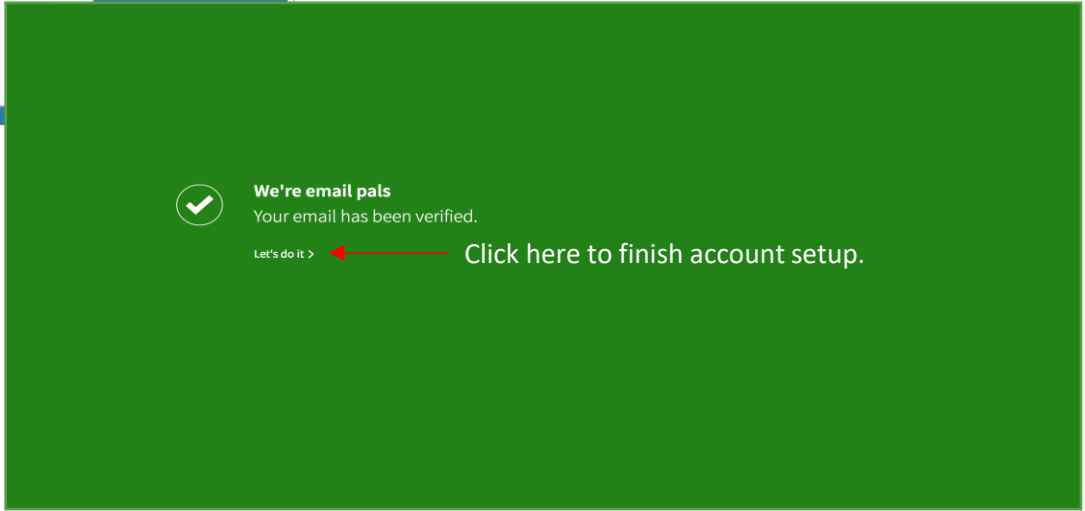 We're email pals
Your email has been verified.
Let's do it >
Click here to finish account setup.